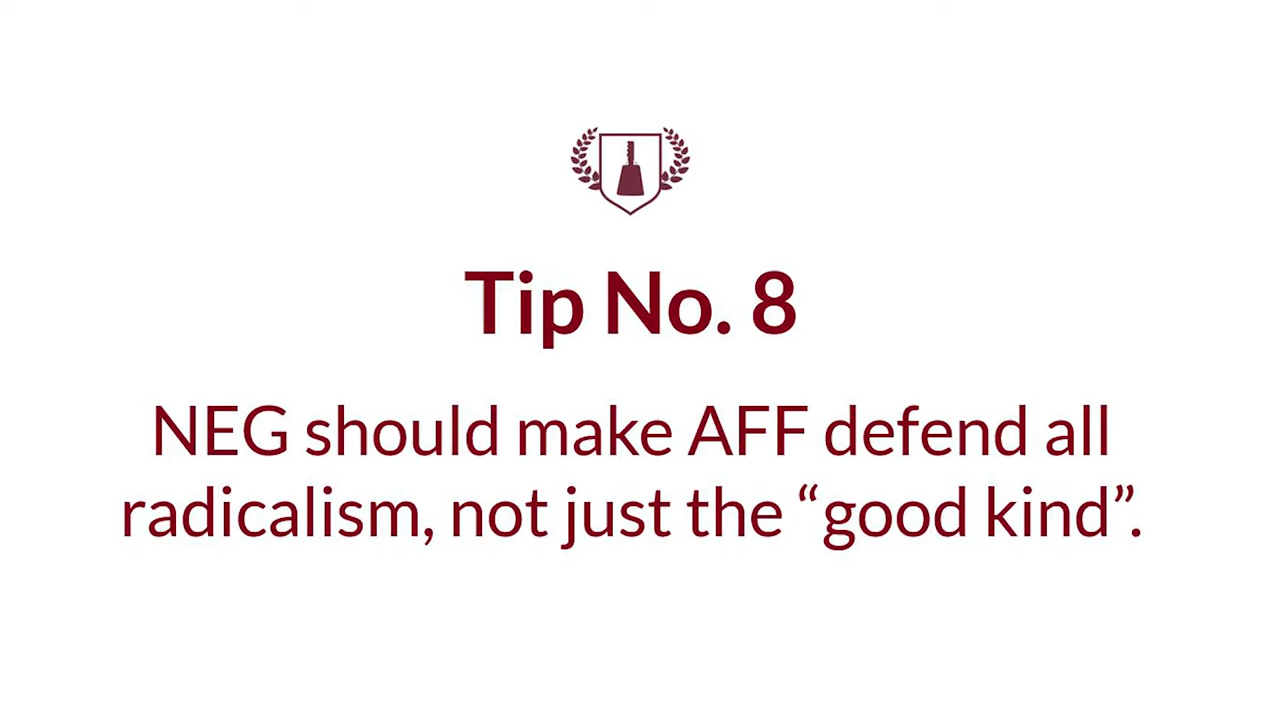 Tip No. 8
NEG should make AFF defend all
radicalism, not just the “good kind”.